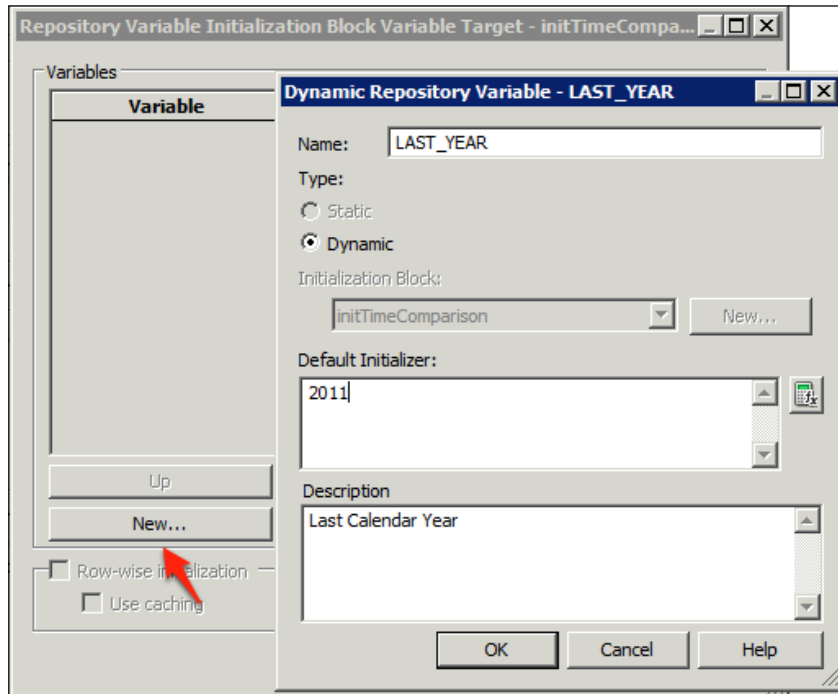 Repository Variable Initialization Block Variable Target - initTimeCompa...
Variables
Variable
Up
New...
Row-wise initialization
Use caching
Dynamic Repository Variable - LAST_YEAR
Name:
LAST_YEAR
Type:
Static
Dynamic
Initialization Block:
initTimeComparison
New...
Default Initializer:
2011
Description
Last Calendar Year
OK
Cancel
Help